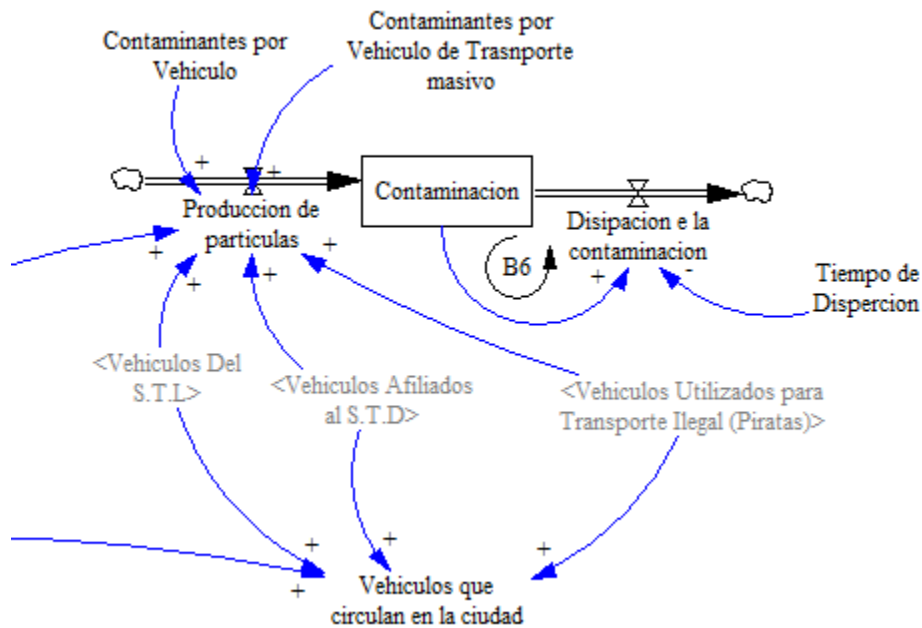 Contaminantes por
Vehiculo
Contaminantes por
Vehiculo de Trasnporte
masivo
+
+
Contaminacion
Produccion de
particulas
Disipacion e la
contaminacion
B6
+
+
+
+
+
-
Tiempo de
Dispercion
<Vehiculos Del
S.T.L>
<Vehiculos Afiliados
al S.T.D>
<Vehiculos Utilizados para
Transporte Ilegal (Piratas)>
+
+
+
+
Vehiculos que
circulan en la ciudad